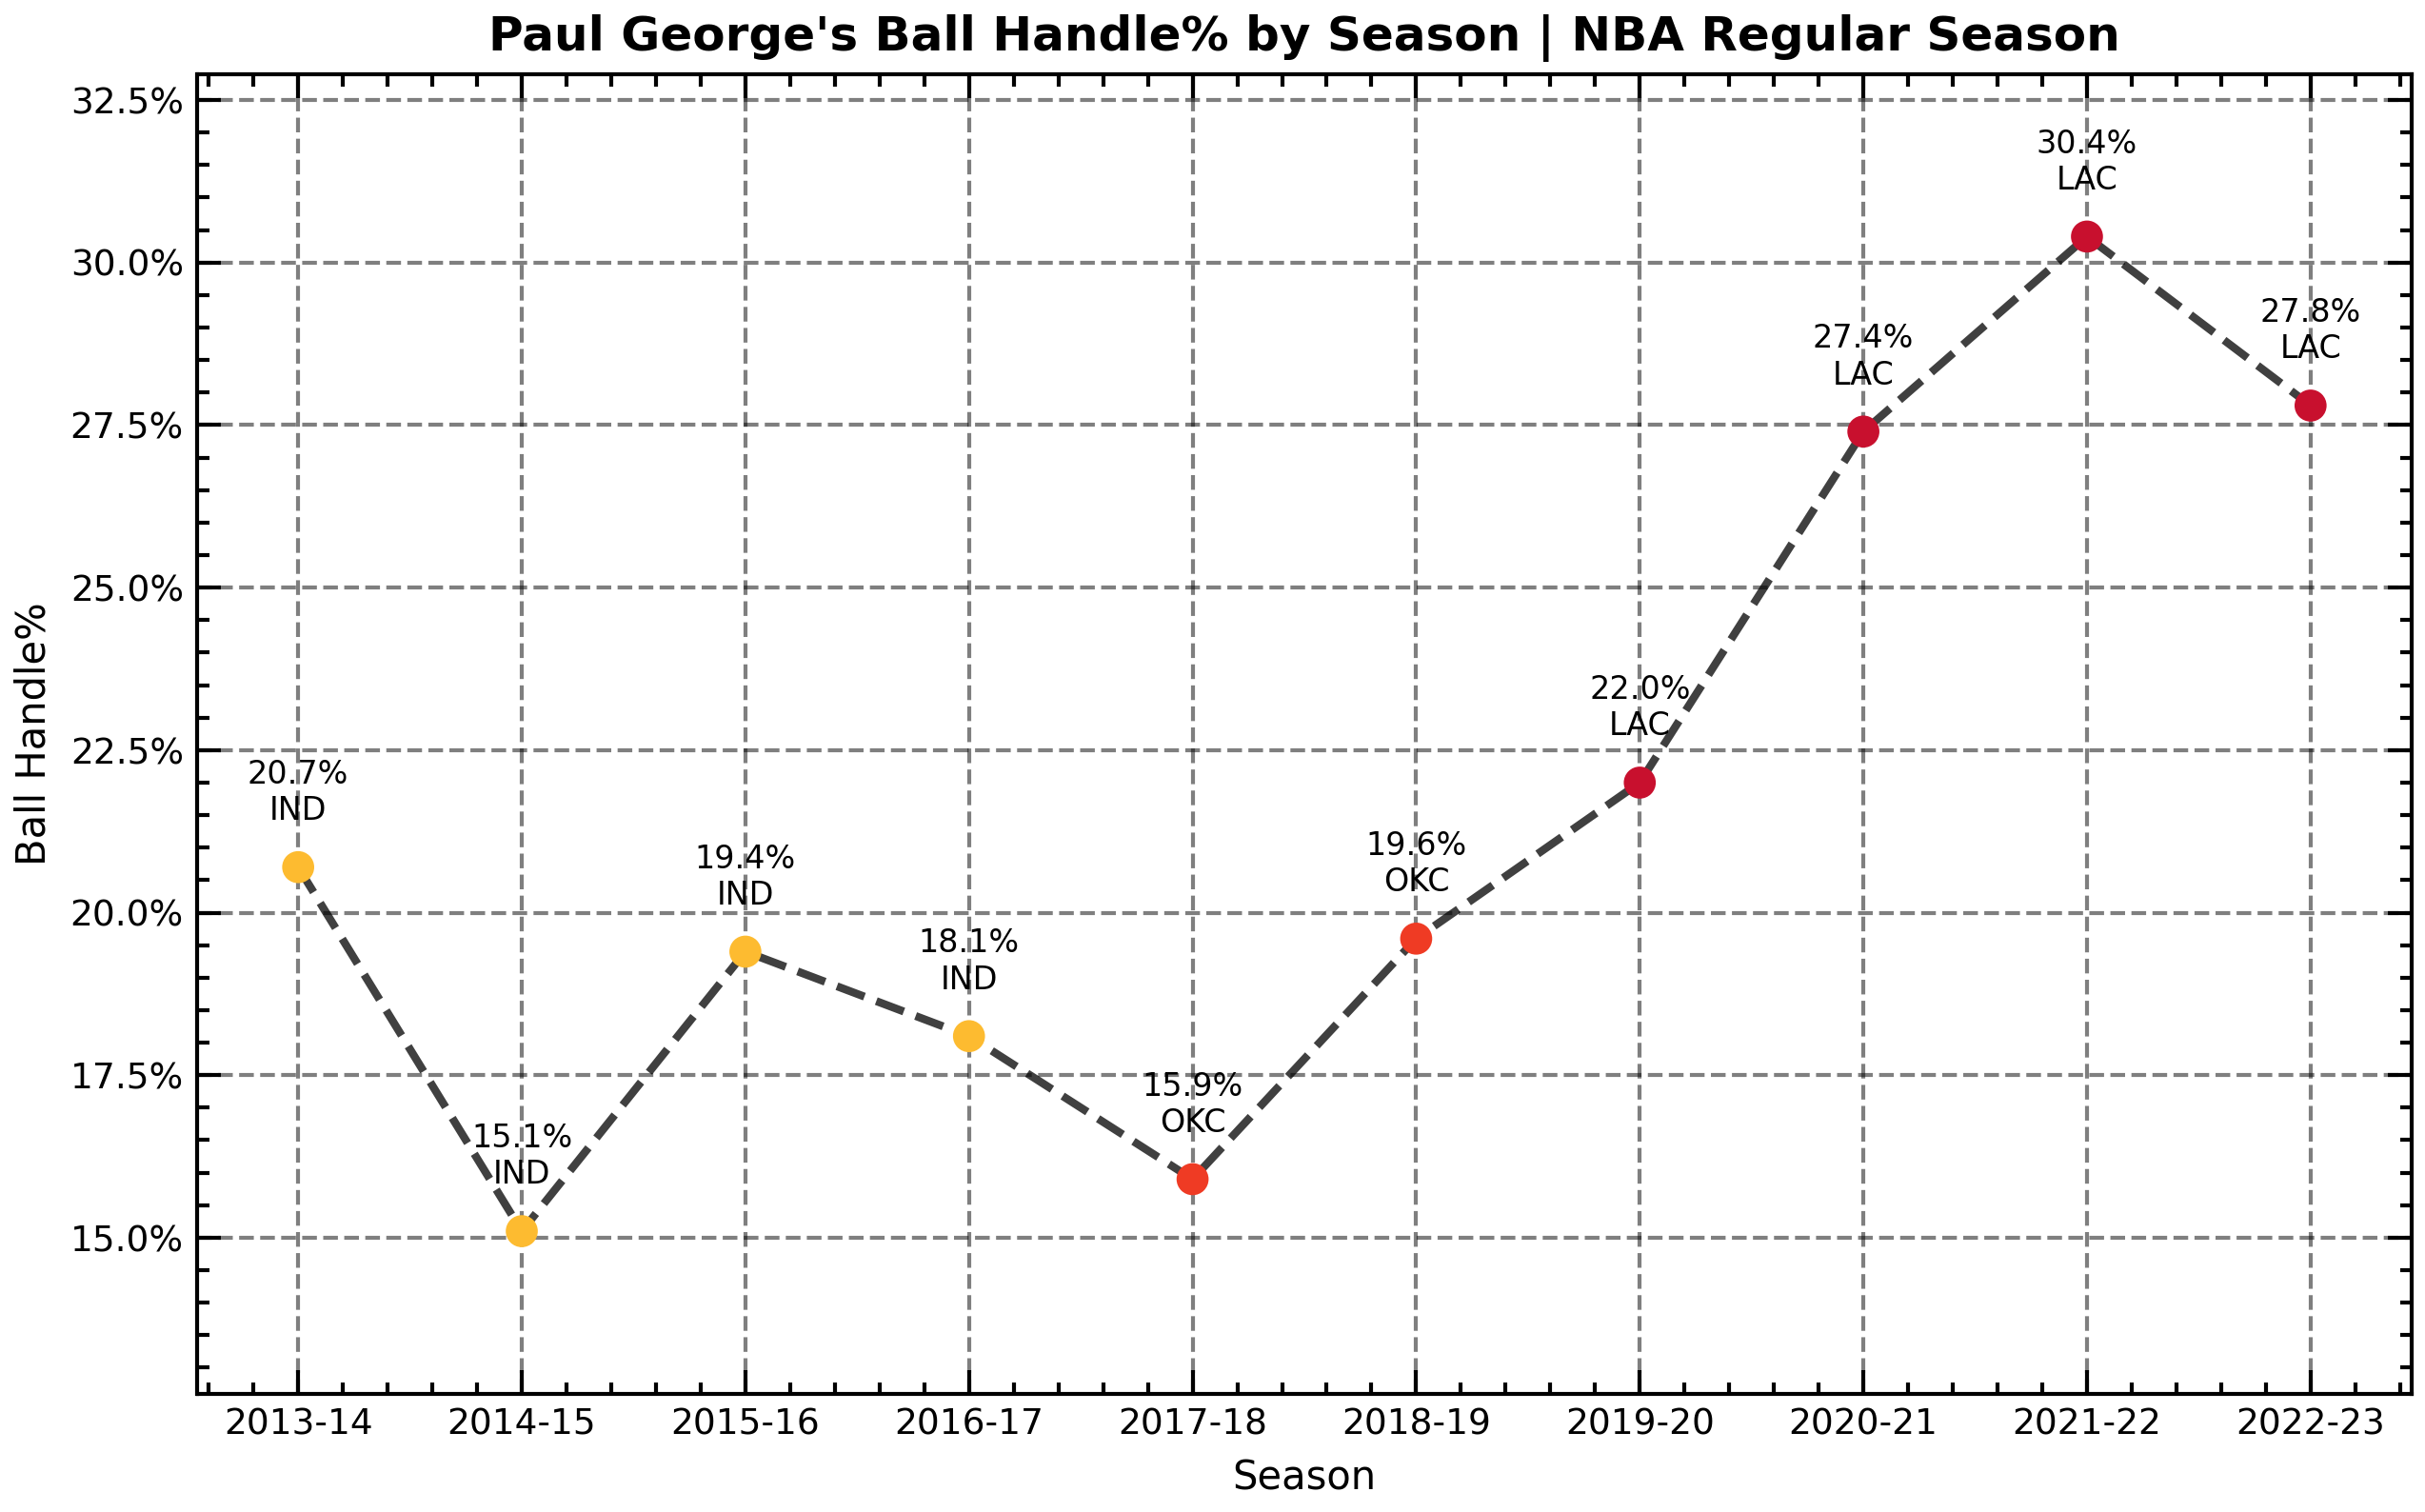 Paul George's Ball Handle% by Season | NBA Regular Season
Ball Handle%
32.5%
30.0%
27.5%
25.0%
22.5%
20.0%
17.5%
15.0%
20.7%
IND
15.1%
IND
19.4%
IND
18.1%
IND
15.9%
OKC
19.6%
OKC
22.0%
LAC
27.4%
LAC
30.4%
LAC
27.8%
LAC
2013-14
2014-15
2015-16
2016-17
2017-18
2018-19
2019-20
2020-21
2021-22
2022-23
Season